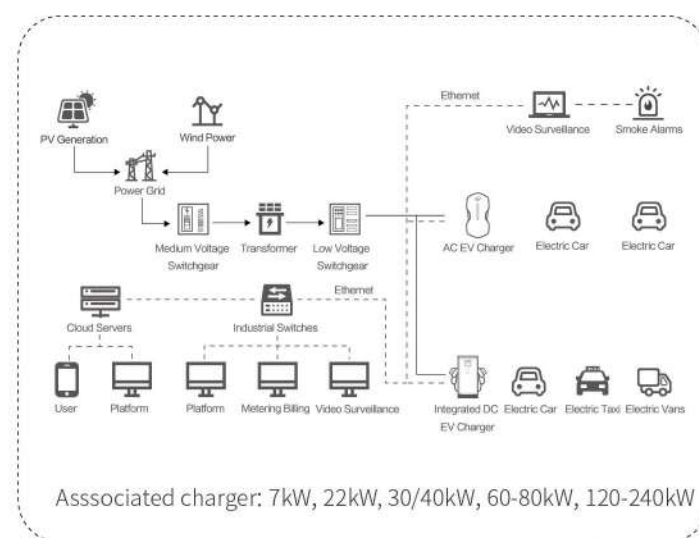 Ethernet
Video Surveillance
Smoke Alarms
PV Generation
Wind Power
Power Grid
Medium Voltage
Switchgear
Transformer
Low Voltage
Switchgear
AC EV Charger
Electric Car
Electric Car
Ethernet
Cloud Servers
Industrial Switches
User
Platform
Platform
Metering Billing
Video Surveillance
Integrated DC
EV Charger
Electric Car
Electric Taxi
Electric Vans
Asssociated charger: 7kW, 22kW, 30/40kW, 60-80kW, 120-240kW